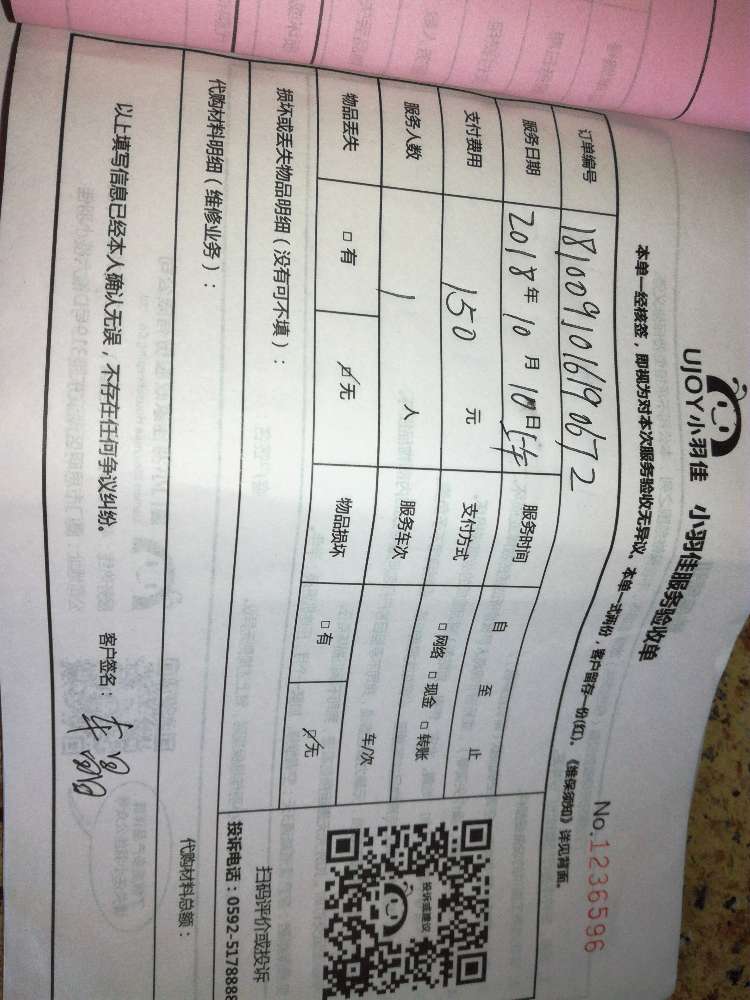 UJOY小羽佳 小羽佳服务验收单
No.1236596
本单一经核签，即视为对本次服务验收无异议。本单一式两份，客户留存一份(红)。《维保须知》详见背面。
订单编号 1810091016190672
服务日期 2018年10月10日 服务时间 自 至 止
支付费用 150元 支付方式 □网络 □现金 □转账
服务人数 1人 服务车次 车/次
物品丢失 □有 ☑无 物品损坏 □有 ☑无
损坏或丢失物品明细（没有可不填）：
代购材料明细（维修业务）： 代购材料总额：
以上填写信息已经本人确认无误，不存在任何争议纠纷。 客户签名：
投诉或建议
扫码评价或投诉
投诉电话：0592-5178888